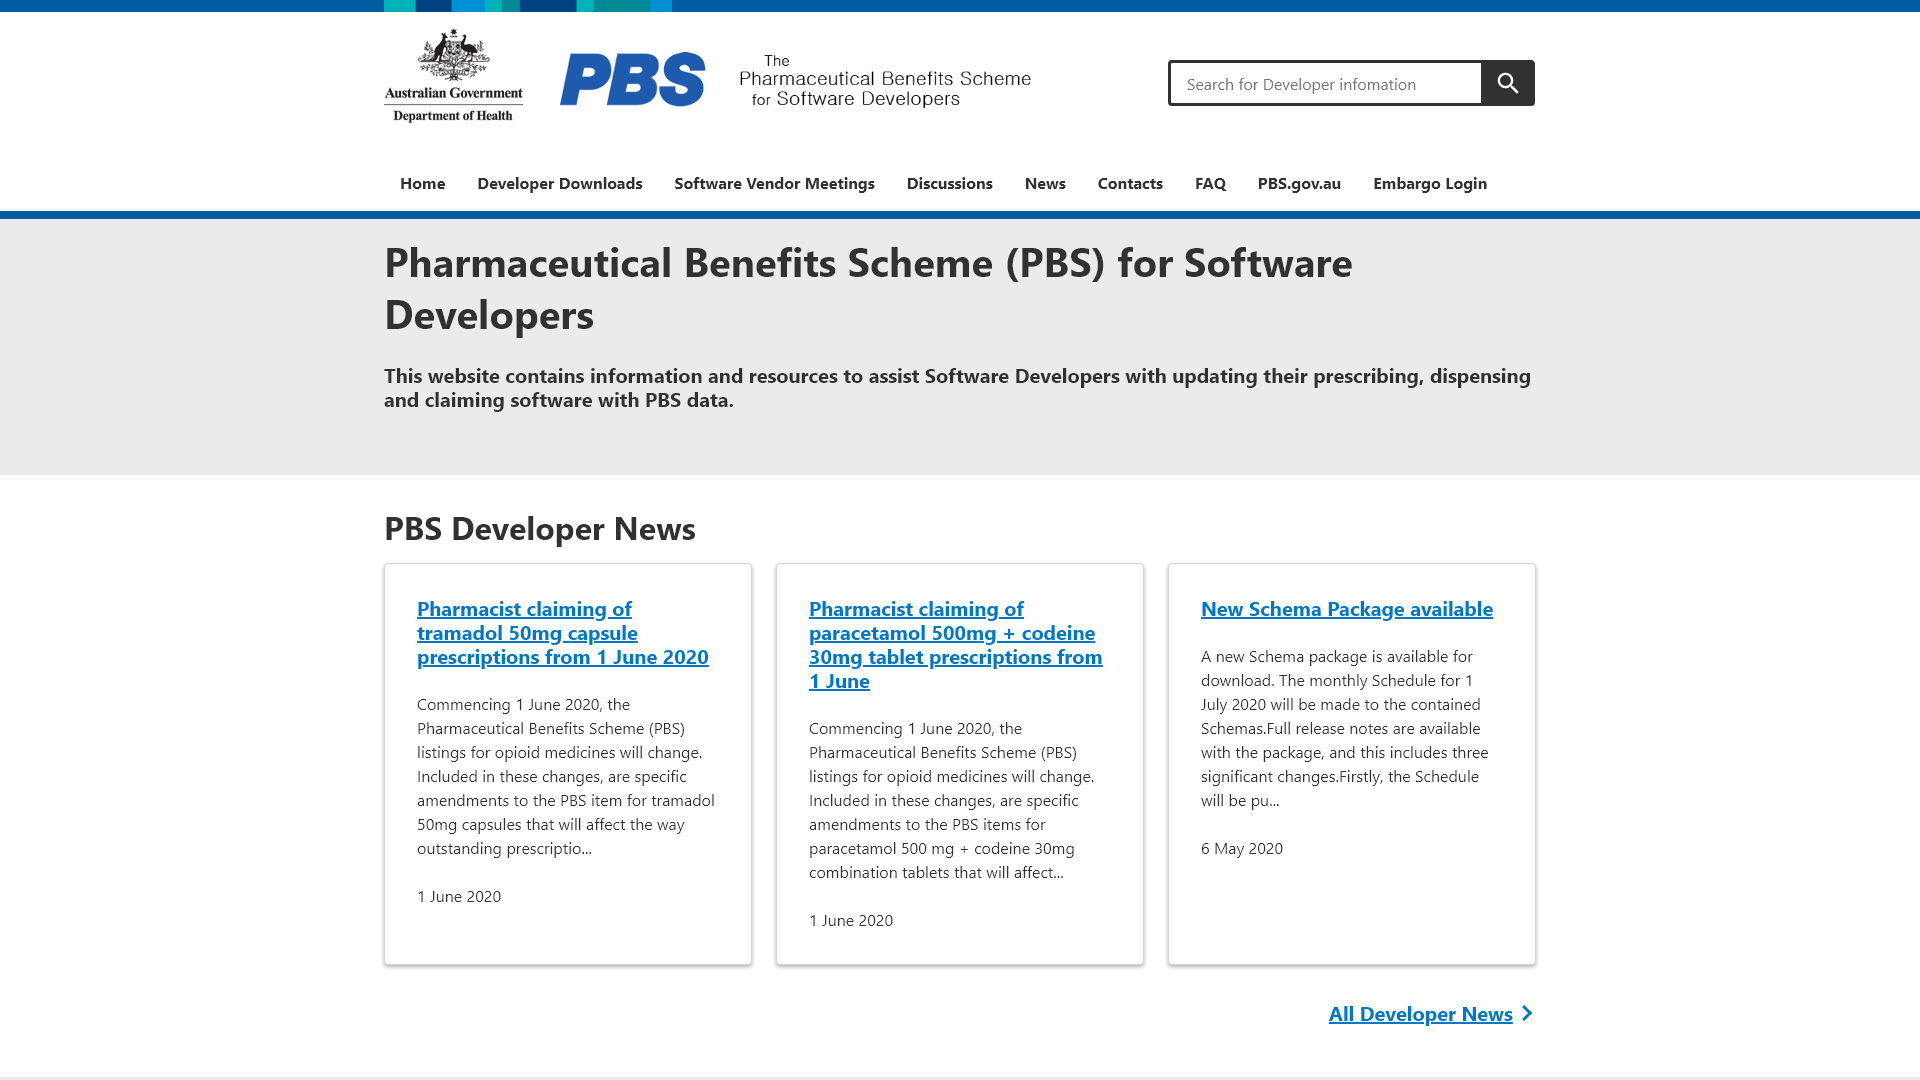 Australian Government
Department of Health
PBS
The
Pharmaceutical Benefits Scheme
for Software Developers
Search for Developer infomation
Home
Developer Downloads
Software Vendor Meetings
Discussions
News
Contacts
FAQ
PBS.gov.au
Embargo Login
Pharmaceutical Benefits Scheme (PBS) for Software
Developers
This website contains information and resources to assist Software Developers with updating their prescribing, dispensing
and claiming software with PBS data.
PBS Developer News
Pharmacist claiming of
tramadol 50mg capsule
prescriptions from 1 June 2020
Commencing 1 June 2020, the
Pharmaceutical Benefits Scheme (PBS)
listings for opioid medicines will change.
Included in these changes, are specific
amendments to the PBS item for tramadol
50mg capsules that will affect the way
outstanding prescriptio...
1 June 2020
Pharmacist claiming of
paracetamol 500mg + codeine
30mg tablet prescriptions from
1 June
Commencing 1 June 2020, the
Pharmaceutical Benefits Scheme (PBS)
listings for opioid medicines will change.
Included in these changes, are specific
amendments to the PBS items for
paracetamol 500 mg + codeine 30mg
combination tablets that will affect...
1 June 2020
New Schema Package available
A new Schema package is available for
download. The monthly Schedule for 1
July 2020 will be made to the contained
Schemas.Full release notes are available
with the package, and this includes three
significant changes.Firstly, the Schedule
will be pu...
6 May 2020
All Developer News